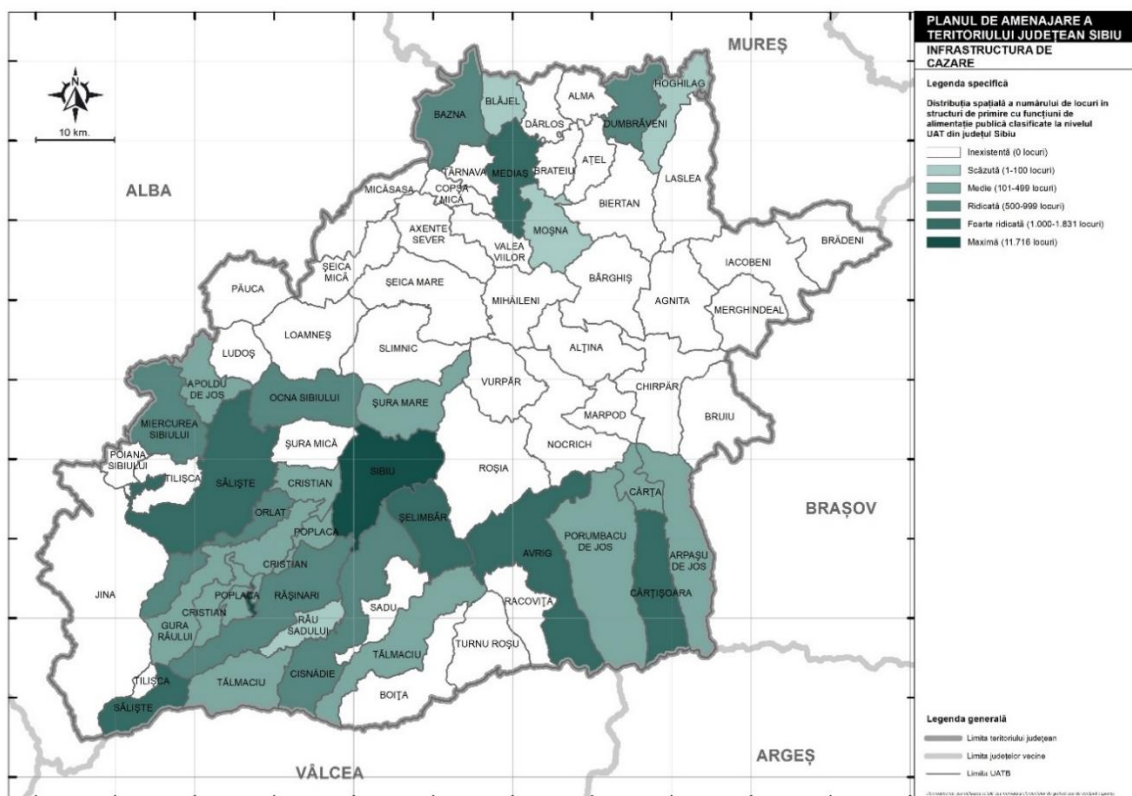 PLANUL DE AMENAJARE A
TERITORIULUI JUDEȚEAN SIBIU
INFRASTRUCTURA DE
CAZARE
Legenda specifică
Distribuția spațială a numărului de locuri în
structuri de primire cu funcțiuni de
alimentație publică clasificate la nivelul
UAT din județul Sibiu
Inexistentă (0 locuri)
Scăzută (1-100 locuri)
Medie (101-499 locuri)
Ridicată (500-999 locuri)
Foarte ridicată (1.000-1.831 locuri)
Maximă (11.716 locuri)
N
10 km.
MUREȘ
ALBA
BRAȘOV
ARGEȘ
VÂLCEA
HOGHILAG
BLĂJEL
ALMA
BAZNA
DÂRLOS
DUMBRĂVENI
AȚEL
TÂRNAVA
MEDIAȘ
BRATEIU
LASLEA
MICĂSASA
COPȘA
MICĂ
BIERTAN
AXENTE
SEVER
MOȘNA
BRĂDENI
VALEA
VIILOR
IACOBENI
ȘEICA
MICĂ
BÂRGHIȘ
PĂUCA
ȘEICA MARE
MIHĂILENI
AGNITA
MERGHINDEAL
LOAMNEȘ
LUDOȘ
SLIMNIC
ALȚINA
APOLDU
DE JOS
VURPĂR
CHIRPĂR
OCNA SIBIULUI
ȘURA MARE
MARPOD
BRUIU
MIERCUREA
SIBIULUI
ȘURA MICĂ
NOCRICH
POIANA
SIBIULUI
TILIȘCA
SIBIU
ROȘIA
SĂLIȘTE
CRISTIAN
CÂRȚA
ORLAT
ȘELIMBĂR
POPLACA
AVRIG
PORUMBACU
DE JOS
ARPAȘU
DE JOS
CRISTIAN
JINA
POPLACA
RĂȘINARI
CÂRȚIȘOARA
CRISTIAN
SADU
RACOVIȚA
GURA
RÂULUI
RÂU
SADULUI
TURNU ROȘU
TĂLMACIU
TILIȘCA
TĂLMACIU
CISNĂDIE
BOIȚA
SĂLIȘTE
Legenda generală
Limita teritoriului județean
Limita județelor vecine
Limita UATB